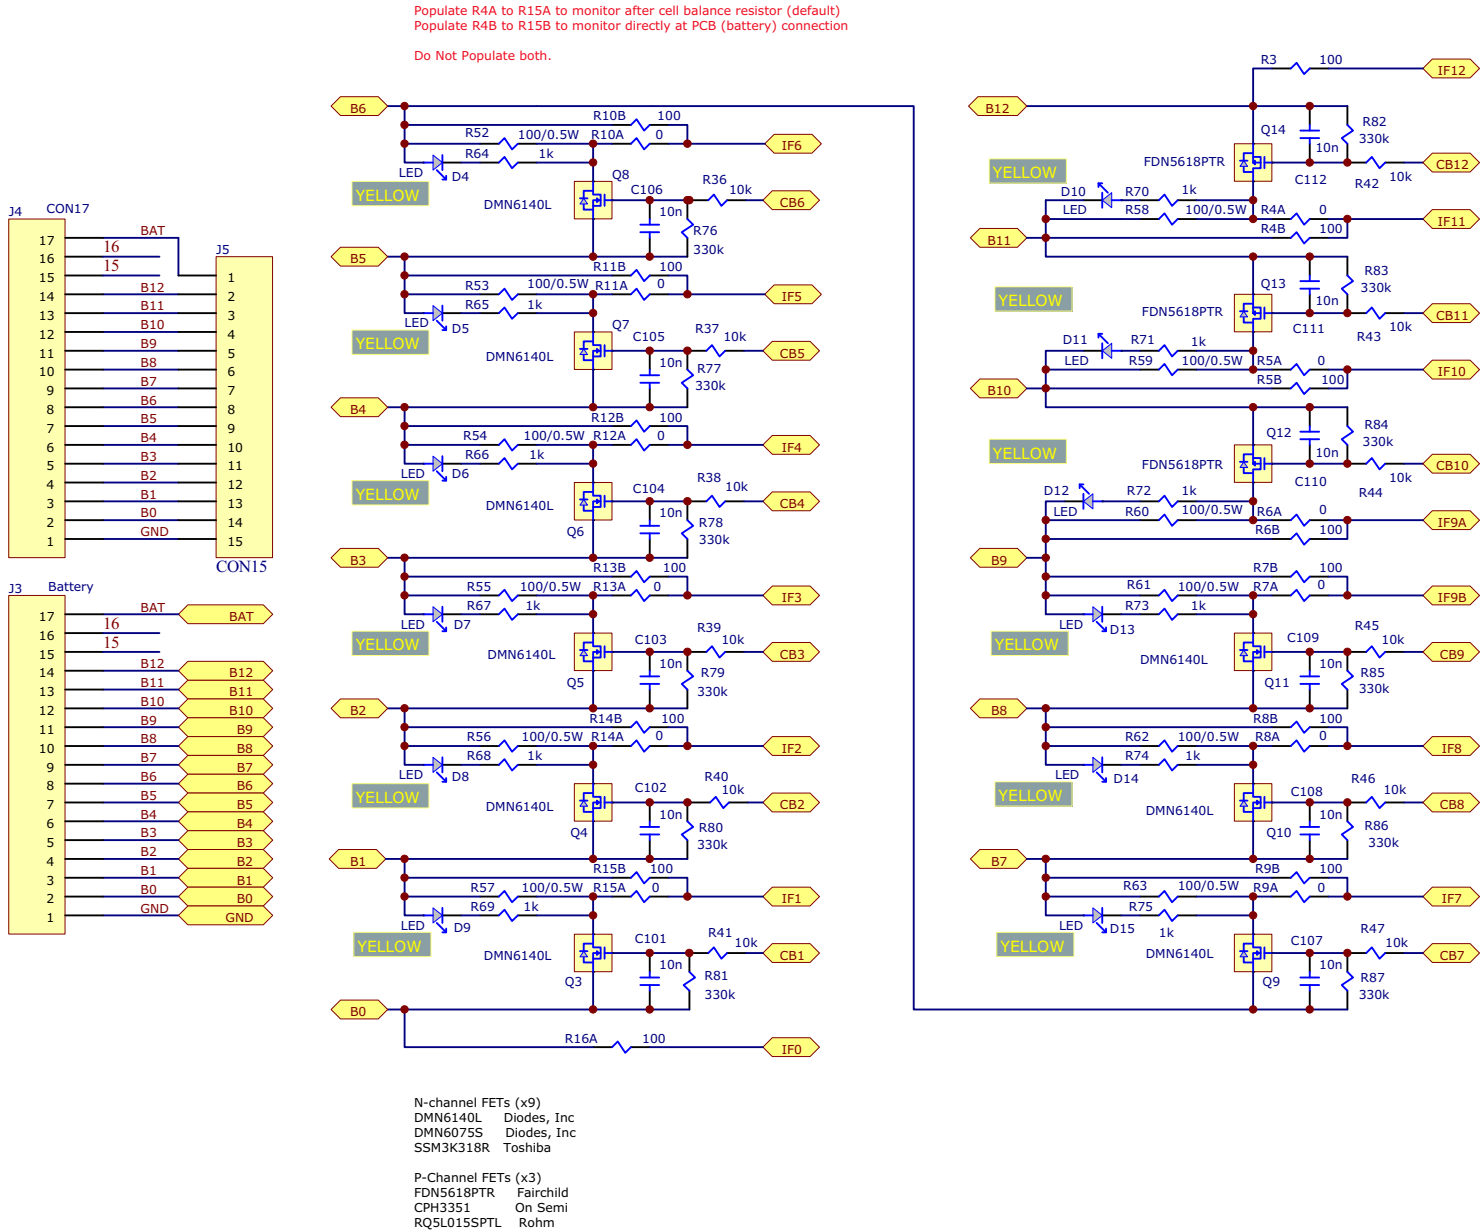 Populate R4A to R15A to monitor after cell balance resistor (default)
Populate R4B to R15B to monitor directly at PCB (battery) connection
Do Not Populate both.
J4 CON17
17 BAT
16 16
15 15
14 B12
13 B11
12 B10
11 B9
10 B8
9 B7
8 B6
7 B5
6 B4
5 B3
4 B2
3 B1
2 B0
1 GND
J5
1
2
3
4
5
6
7
8
9
10
11
12
13
14
15
CON15
J3 Battery
17 BAT BAT
16 16
15 15
14 B12 B12
13 B11 B11
12 B10 B10
11 B9 B9
10 B8 B8
9 B7 B7
8 B6 B6
7 B5 B5
6 B4 B4
5 B3 B3
4 B2 B2
3 B1 B1
2 B0 B0
1 GND GND
B6
R10B 100
R52 100/0.5W R10A 0 IF6
R64 1k
LED D4
YELLOW
Q8 C106 R36 10k CB6
DMN6140L 10n R76 330k
B5
R11B 100
R53 100/0.5W R11A 0 IF5
R65 1k
LED D5
YELLOW
Q7 C105 R37 10k CB5
DMN6140L 10n R77 330k
B4
R12B 100
R54 100/0.5W R12A 0 IF4
R66 1k
LED D6
YELLOW
C104 R38 10k CB4
DMN6140L Q6 10n R78 330k
B3
R13B 100
R55 100/0.5W R13A 0 IF3
R67 1k
LED D7
YELLOW
C103 R39 10k CB3
DMN6140L Q5 10n R79 330k
B2
R14B 100
R56 100/0.5W R14A 0 IF2
R68 1k
LED D8
YELLOW
C102 R40 10k CB2
DMN6140L Q4 10n R80 330k
B1
R15B 100
R57 100/0.5W R15A 0 IF1
R69 1k
LED D9
YELLOW
C101 R41 10k CB1
DMN6140L Q3 10n R81 330k
B0
R16A 100 IF0
R3 100 IF12
B12
Q14 10n R82 330k
FDN5618PTR C112 R42 10k CB12
YELLOW
D10 R70 1k
LED R58 100/0.5W R4A 0 IF11
R4B 100
B11
Q13 10n R83 330k
FDN5618PTR C111 R43 10k CB11
YELLOW
D11 R71 1k
LED R59 100/0.5W R5A 0 IF10
R5B 100
B10
Q12 10n R84 330k
FDN5618PTR C110 R44 10k CB10
YELLOW
D12 R72 1k
LED R60 100/0.5W R6A 0 IF9A
R6B 100
B9
R7B 100
R61 100/0.5W R7A 0 IF9B
R73 1k
LED D13
YELLOW
C109 R45 10k CB9
DMN6140L Q11 10n R85 330k
B8
R8B 100
R62 100/0.5W R8A 0 IF8
R74 1k
LED D14
YELLOW
C108 R46 10k CB8
DMN6140L Q10 10n R86 330k
B7
R9B 100
R63 100/0.5W R9A 0 IF7
R75 1k
LED D15
YELLOW
C107 R47 10k CB7
DMN6140L Q9 10n R87 330k
N-channel FETs (x9)
DMN6140L Diodes, Inc
DMN6075S Diodes, Inc
SSM3K318R Toshiba
P-Channel FETs (x3)
FDN5618PTR Fairchild
CPH3351 On Semi
RQ5L015SPTL Rohm